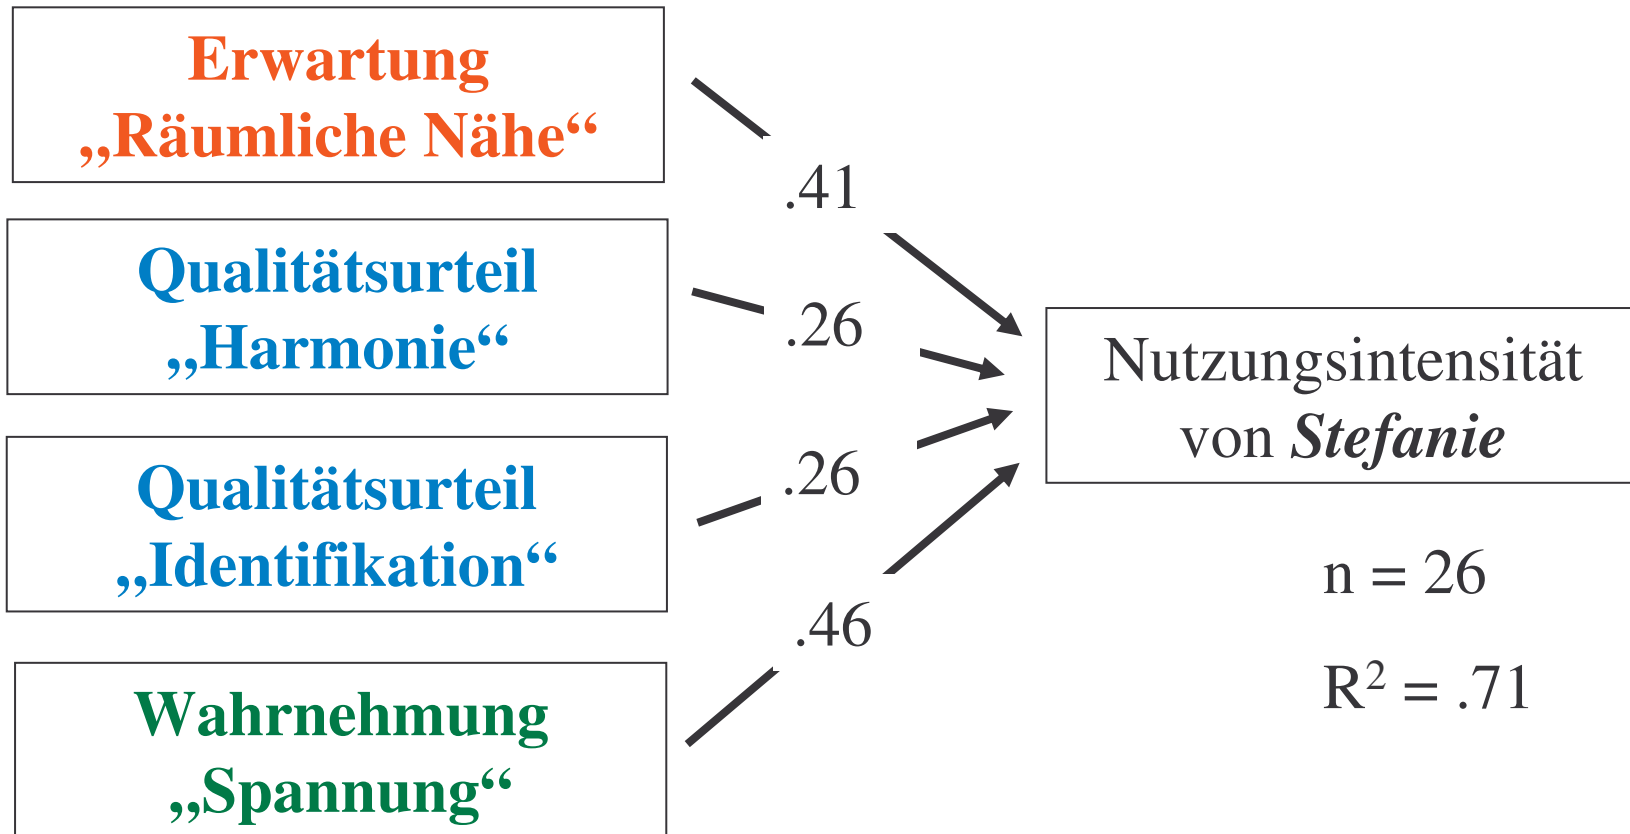 Erwartung
„Räumliche Nähe“
.41
Qualitätsurteil
„Harmonie“
.26
Qualitätsurteil
„Identifikation“
.26
Wahrnehmung
„Spannung“
.46
Nutzungsintensität
von Stefanie
n = 26
R² = .71